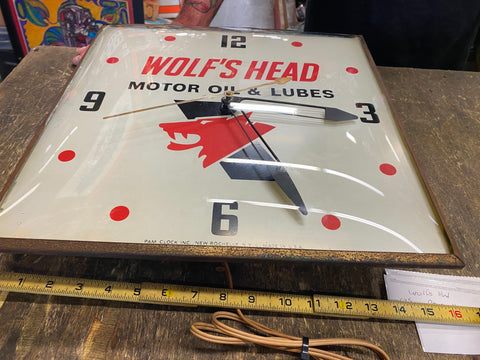 12
WOLF'S HEAD
MOTOR OIL & LUBES
9
3
6
PAM CLOCK INC. NEW ROCHELLE, N.Y.
1 2 3 4 5 6 7 8 9 10 11 12 13 14 15 16